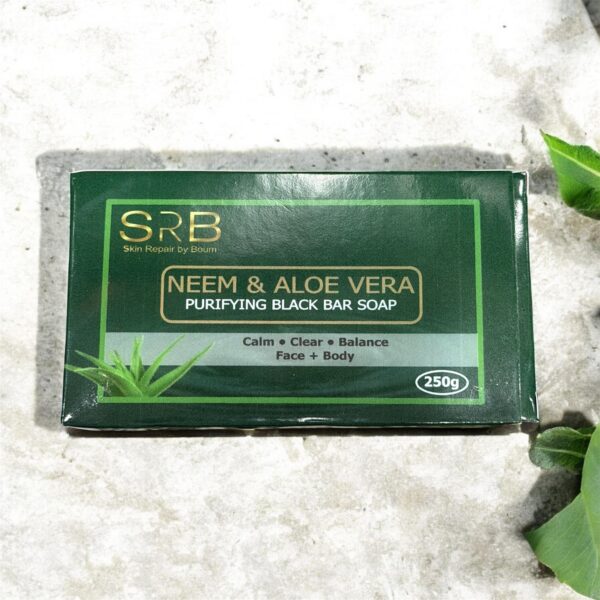 SRB
Skin Repair by Boum
NEEM & ALOE VERA
PURIFYING BLACK BAR SOAP
Calm ● Clear ● Balance
Face + Body
250g